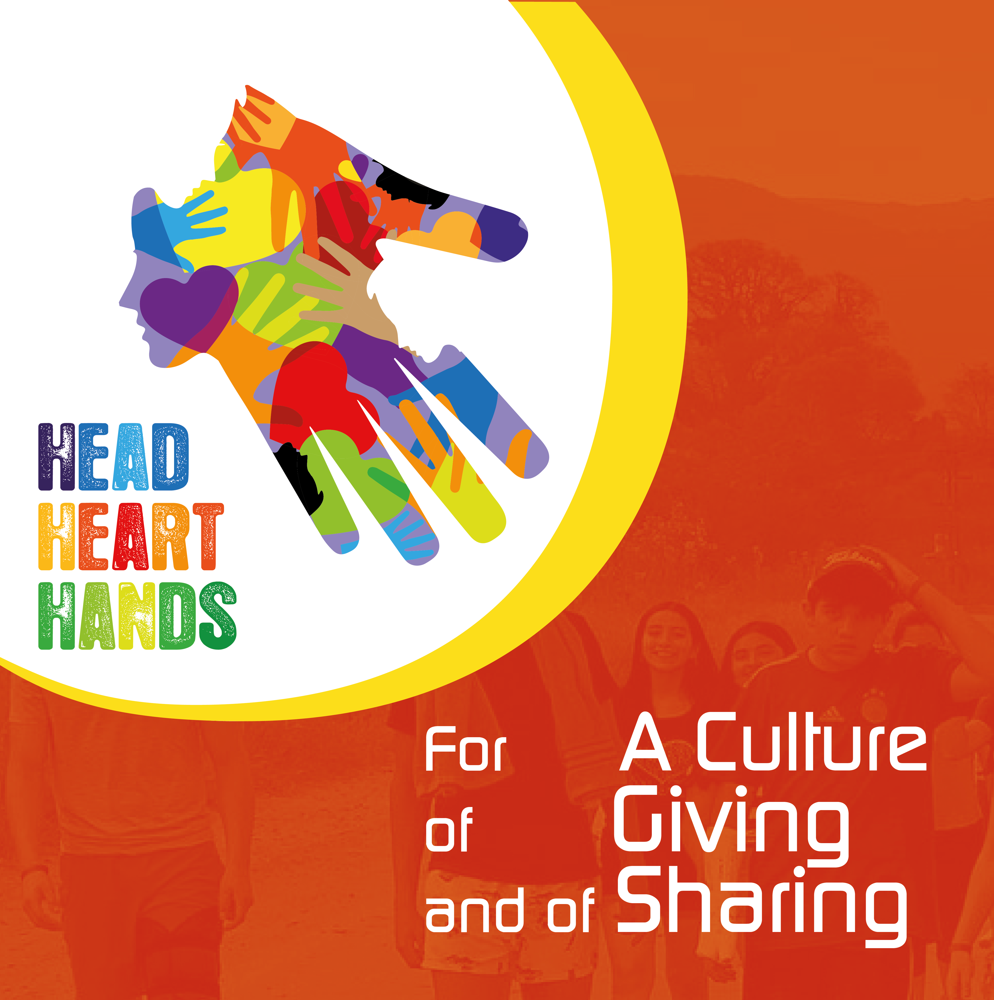 HEAD
HEART
HANDS
For A Culture
of Giving
and of Sharing